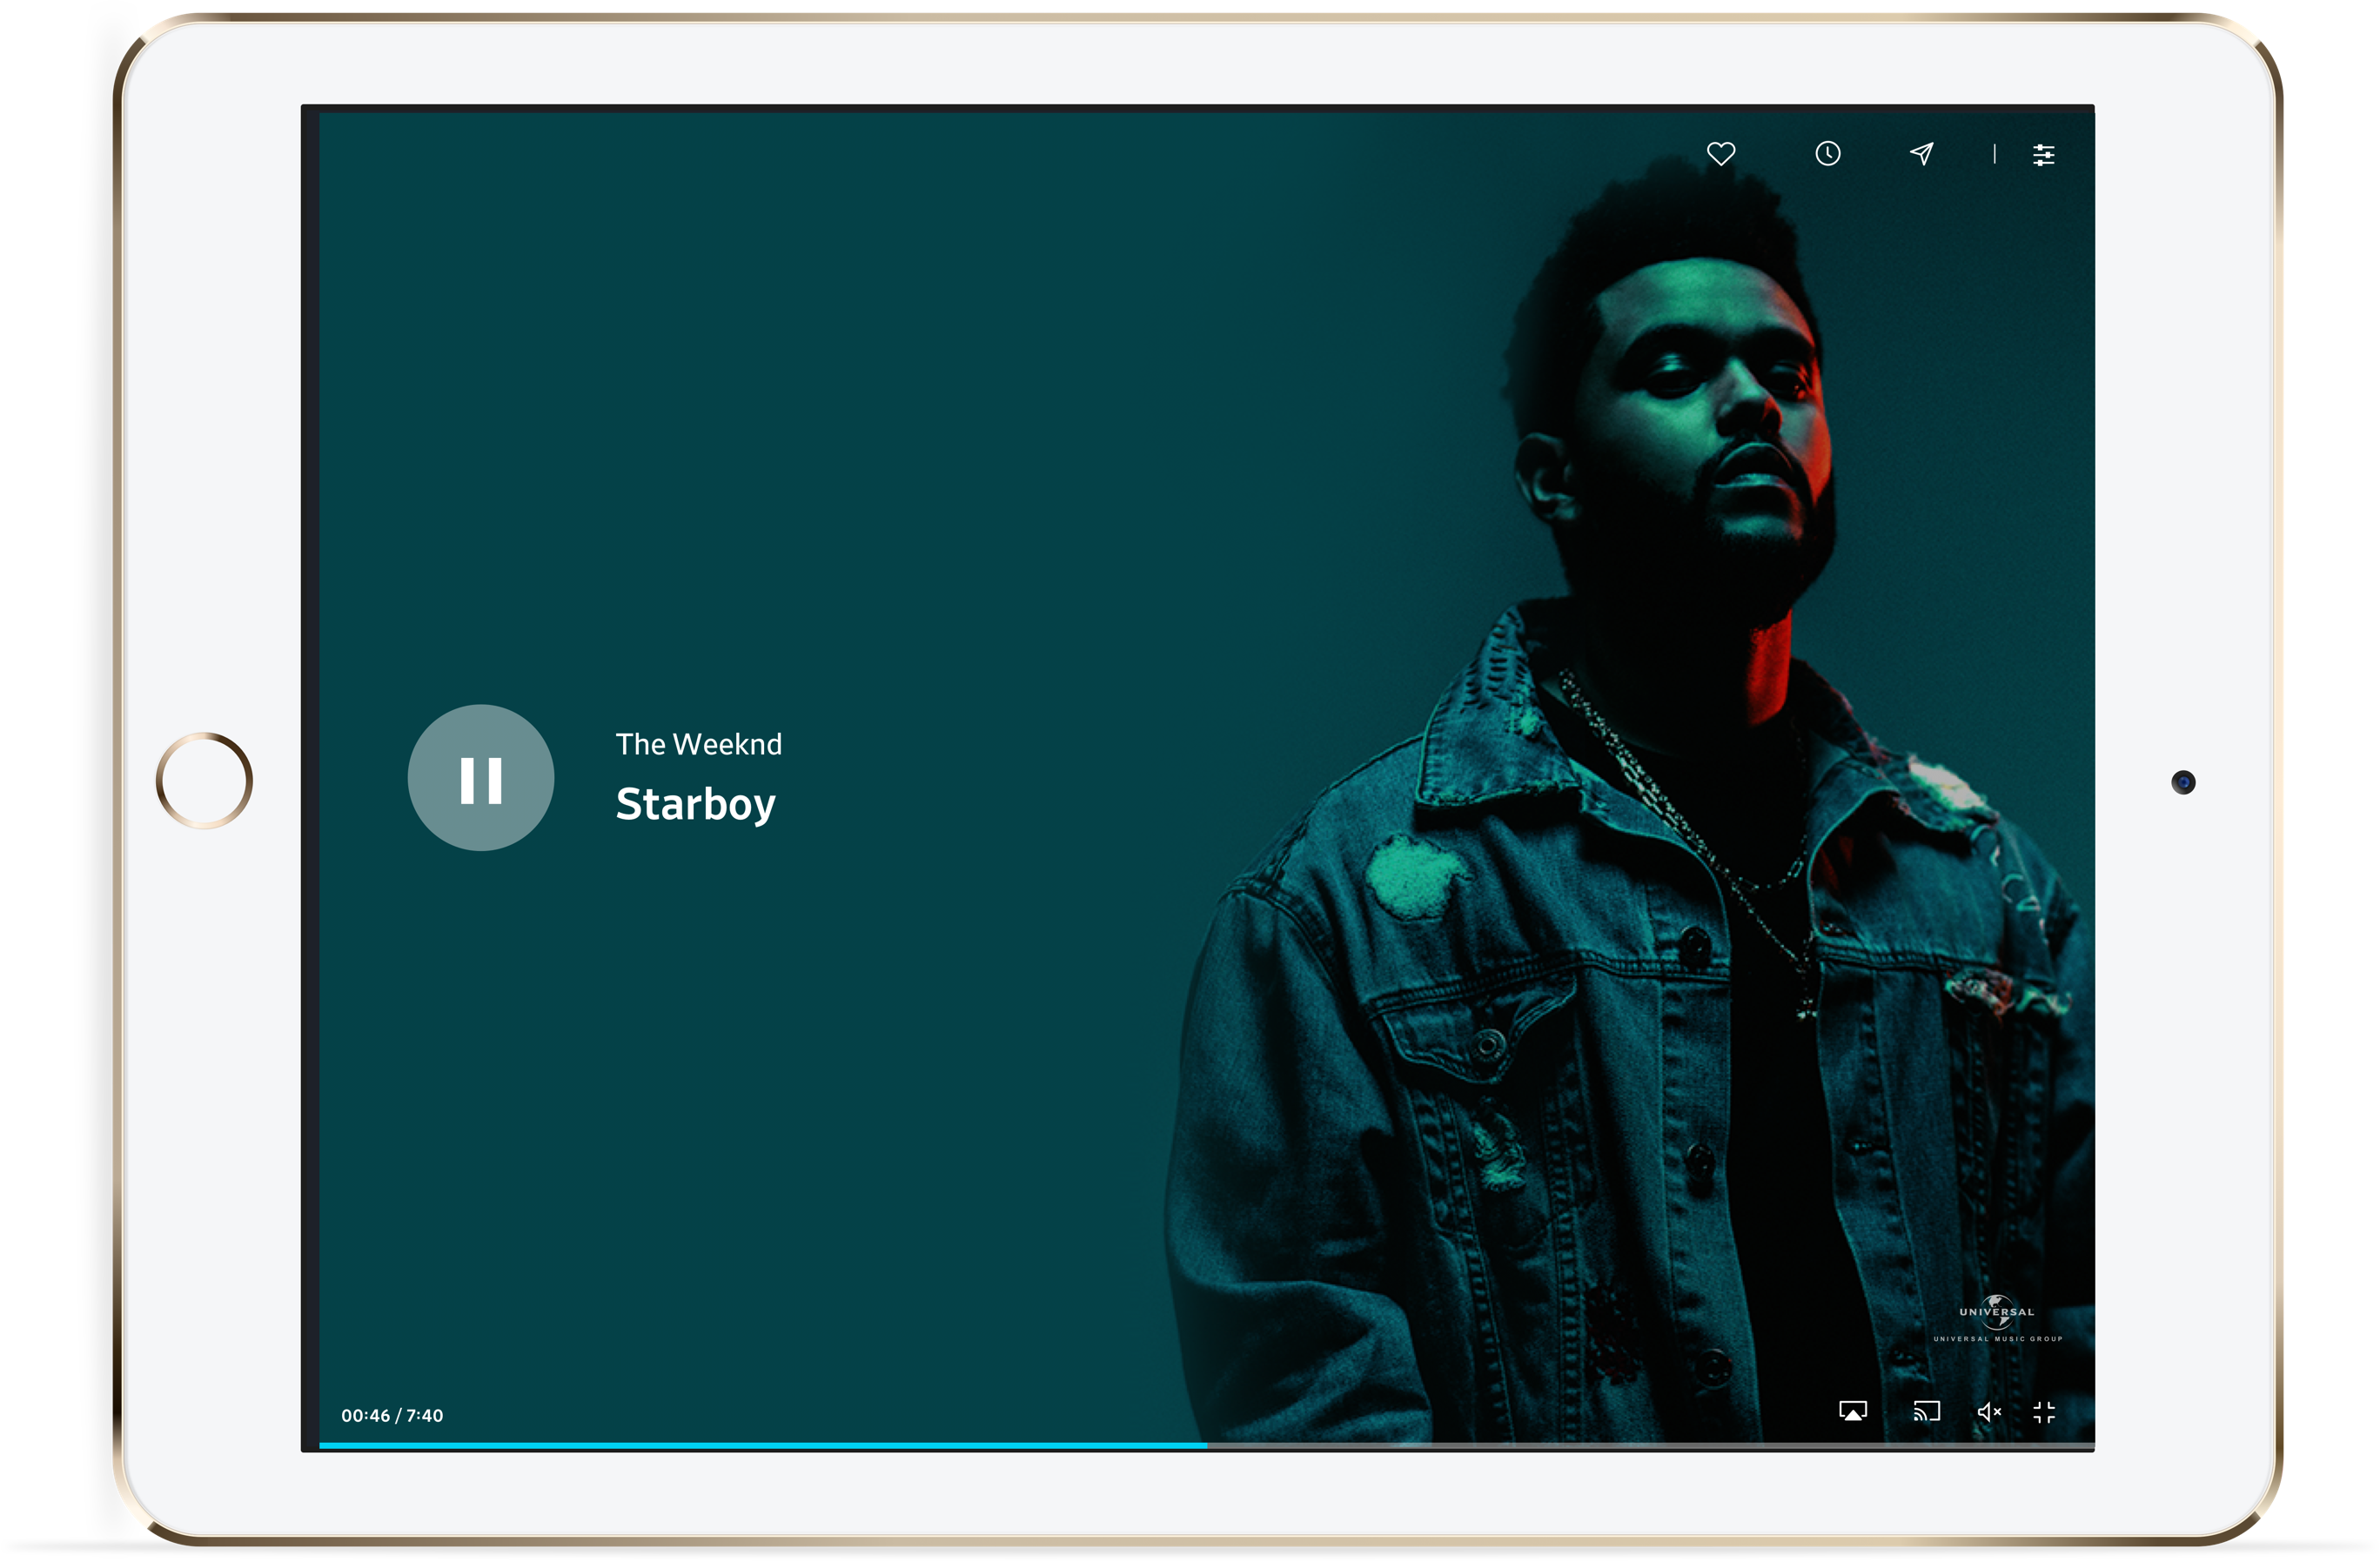 The Weeknd
Starboy
UNIVERSAL
UNIVERSAL MUSIC GROUP
00:46 / 7:40